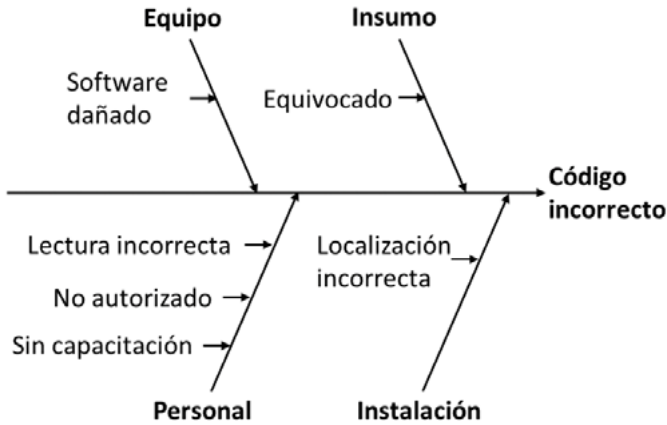 Equipo
Insumo
Software
dañado
Equivocado
Código
incorrecto
Lectura incorrecta
Localización
incorrecta
No autorizado
Sin capacitación
Personal
Instalación